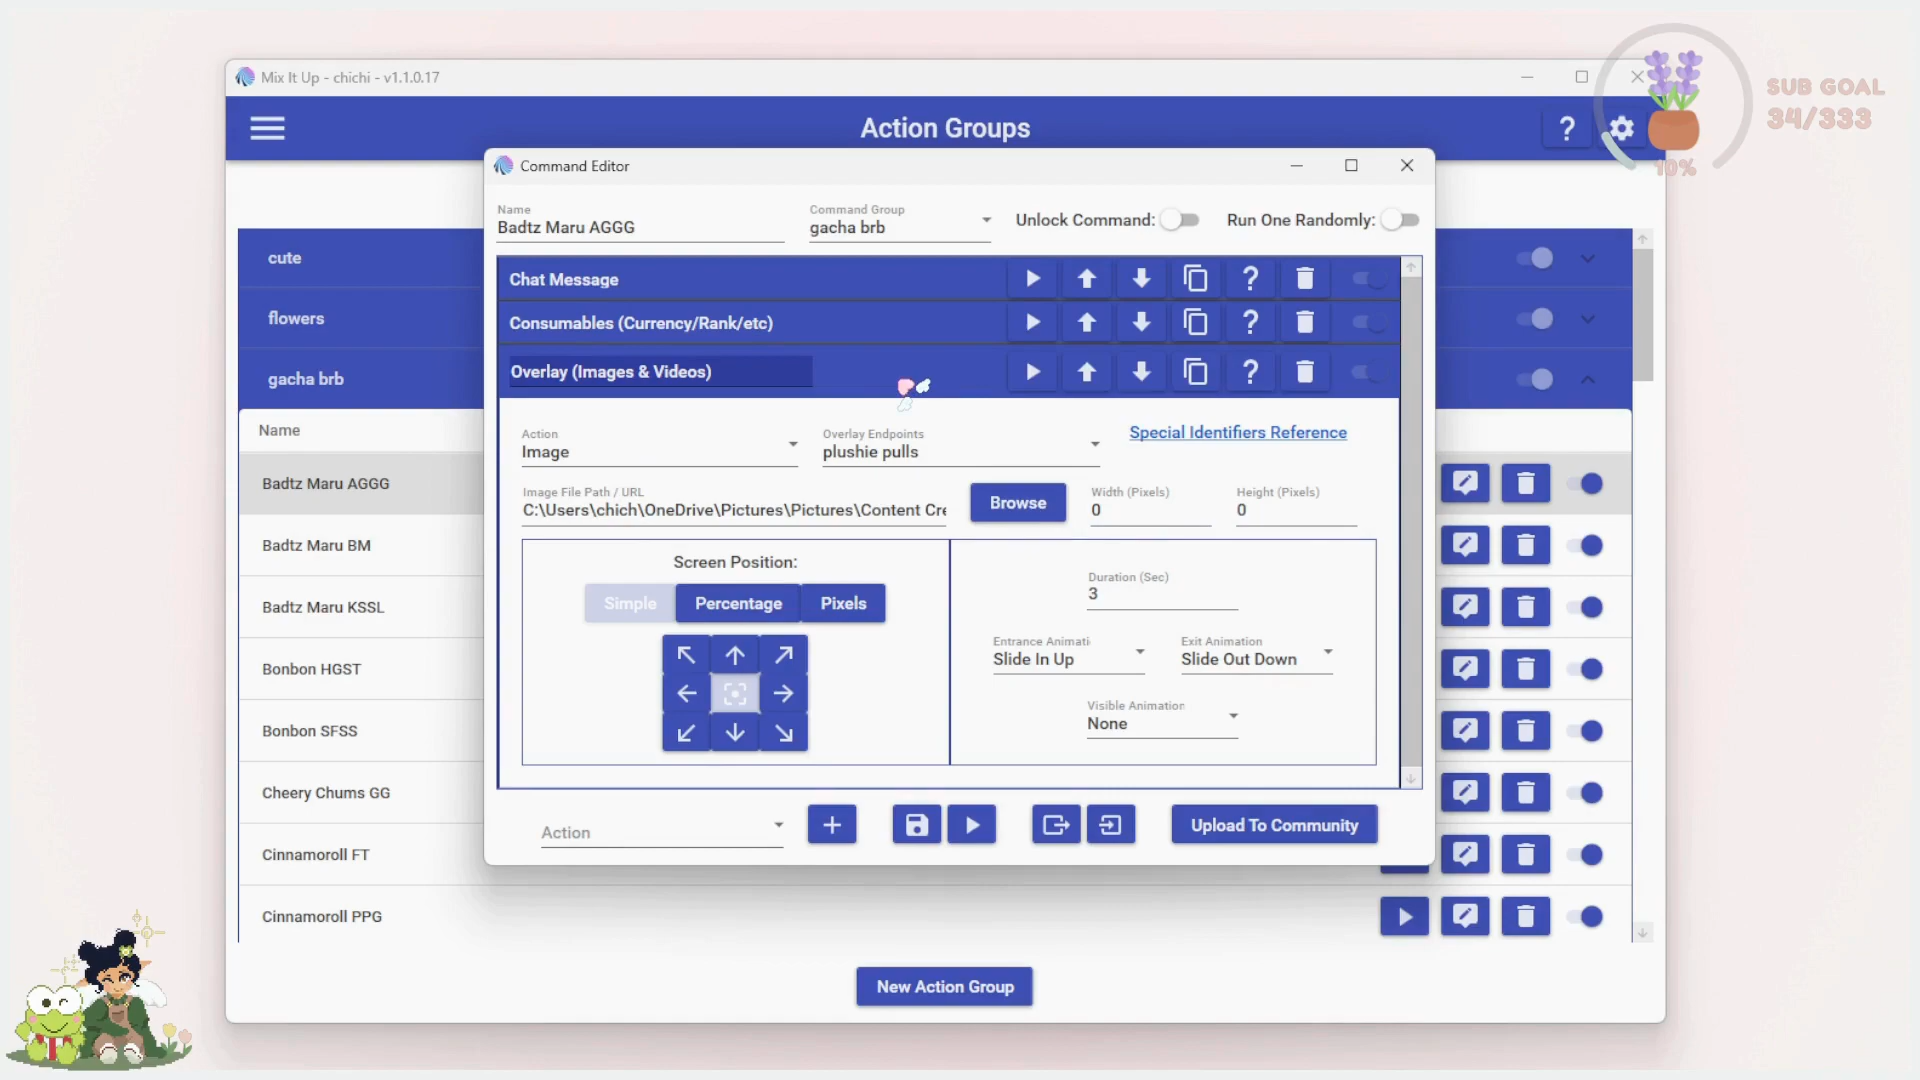 Mix It Up - chichi - v1.1.0.17
SUB GOAL
34/333
10%
Action Groups
?
Command Editor
Name
Badtz Maru AGGG
Command Group
gacha brb
Unlock Command:
Run One Randomly:
cute
flowers
gacha brb
Chat Message
?
Consumables (Currency/Rank/etc)
?
Overlay (Images & Videos)
?
Action
Image
Overlay Endpoints
plushie pulls
Special Identifiers Reference
Image File Path / URL
C:\Users\chich\OneDrive\Pictures\Pictures\Content Cre
Browse
Width (Pixels)
0
Height (Pixels)
0
Screen Position:
Simple
Percentage
Pixels
Duration (Sec)
3
Entrance Animati
Slide In Up
Exit Animation
Slide Out Down
Visible Animation
None
Action
Upload To Community
Name
Badtz Maru AGGG
Badtz Maru BM
Badtz Maru KSSL
Bonbon HGST
Bonbon SFSS
Cheery Chums GG
Cinnamoroll FT
Cinnamoroll PPG
New Action Group